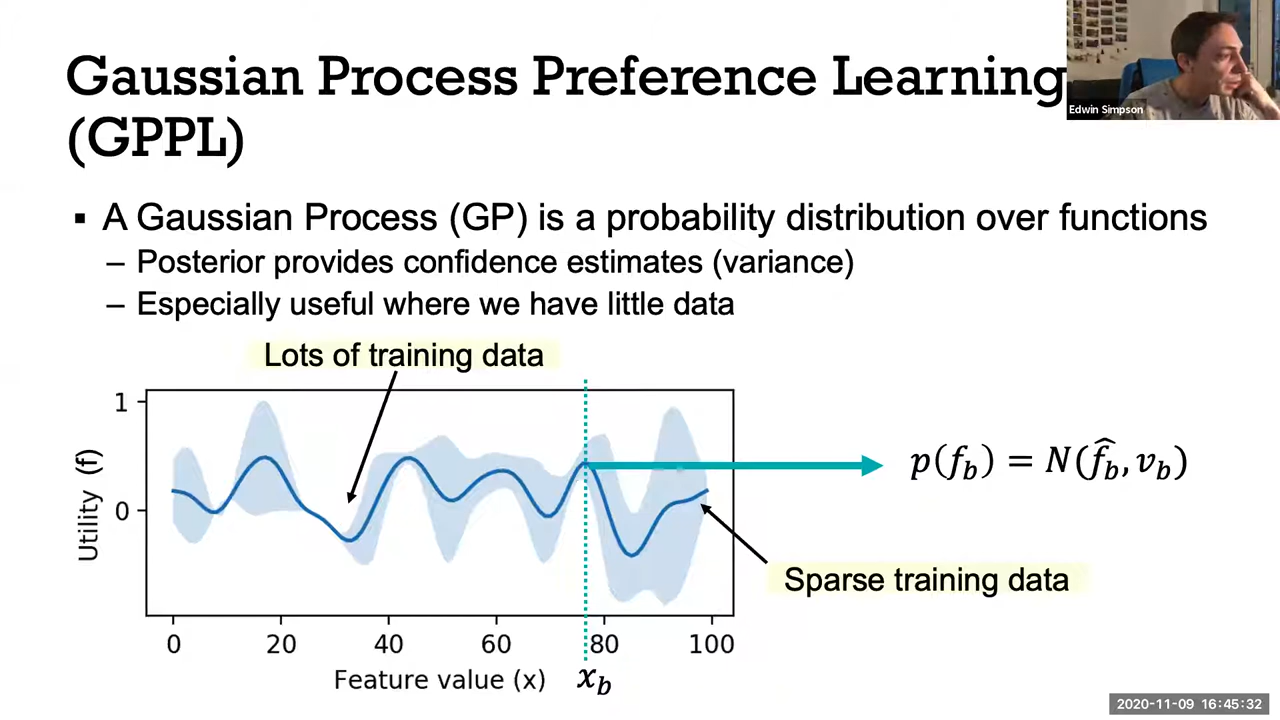 Gaussian Process Preference Learning
(GPPL)
Edwin Simpson
▪ A Gaussian Process (GP) is a probability distribution over functions
– Posterior provides confidence estimates (variance)
– Especially useful where we have little data
Lots of training data
1
0
Utility (f)
p(f_b) = N(f̂_b, v_b)
Sparse training data
0 20 40 60 80 100
Feature value (x) x_b
2020-11-09 16:45:32